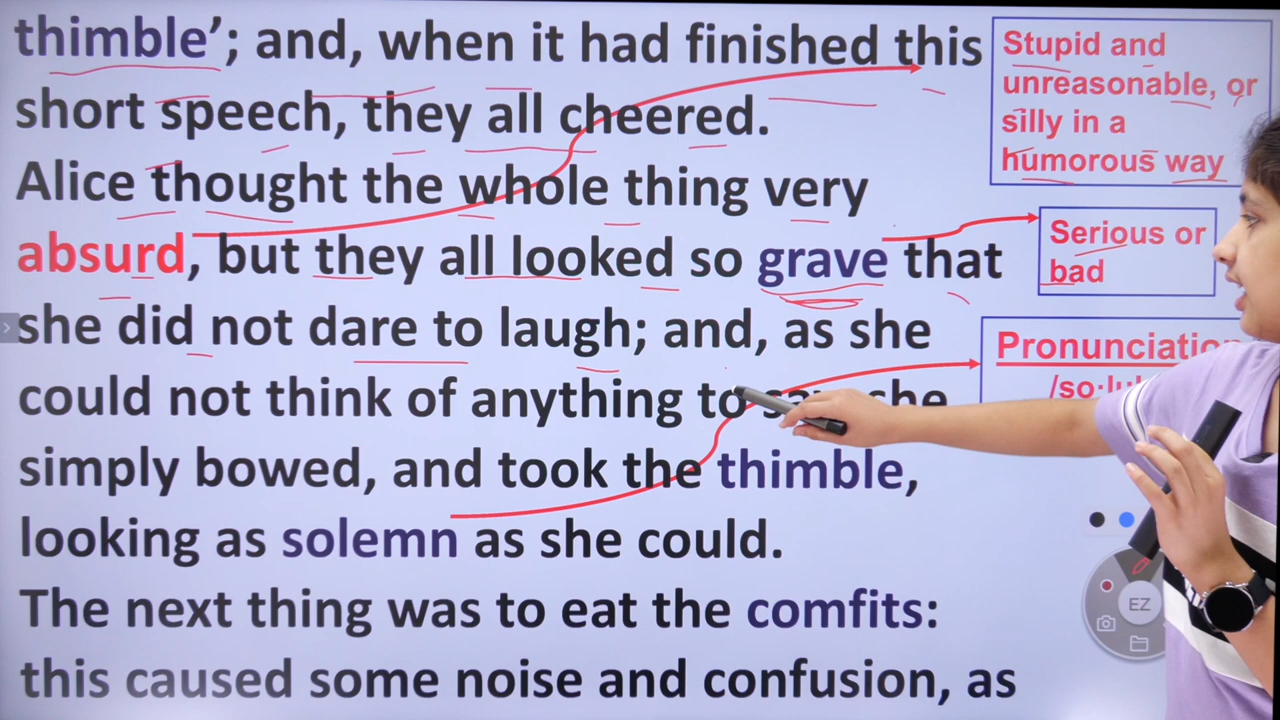 thimble’; and, when it had finished this
short speech, they all cheered.
Alice thought the whole thing very
absurd, but they all looked so grave that
she did not dare to laugh; and, as she
could not think of anything to say, she
simply bowed, and took the thimble,
looking as solemn as she could.
The next thing was to eat the comfits:
this caused some noise and confusion, as
Stupid and
unreasonable, or
silly in a
humorous way
Serious or
bad
Pronunciation
EZ